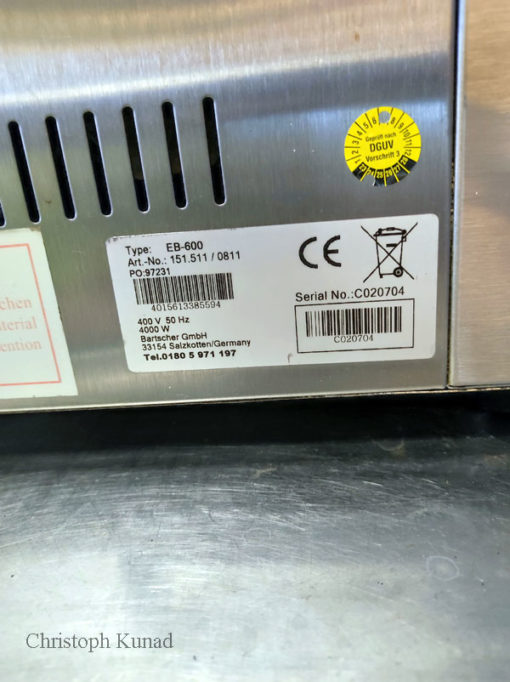 Geprüft nach
DGUV
Vorschrift 3
chen
terial
ention
Type: EB-600
Art.-No.: 151.511 / 0811
PO:97231
4015613385594
400 V 50 Hz
4000 W
Bartscher GmbH
33154 Salzkotten/Germany
Tel.0180 5 971 197
CE
Serial No.:C020704
C020704
Christoph Kunad